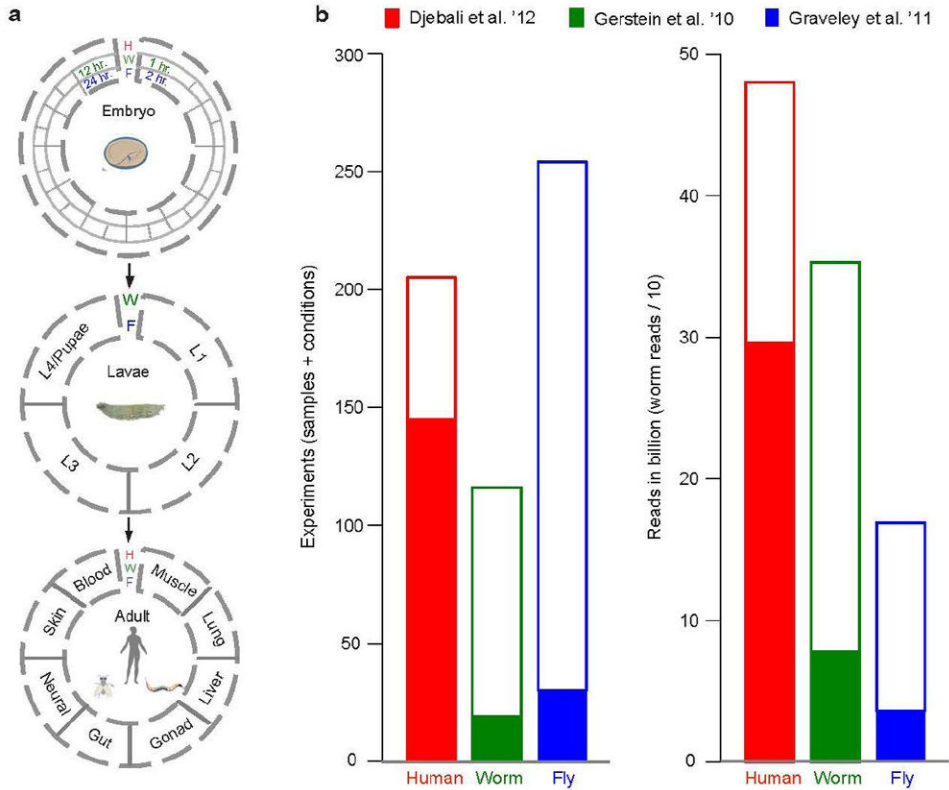 a
H
W
F
12 hr.
1 hr.
24 hr.
2 hr.
Embryo
W
F
L4/Pupae
L1
Lavae
L3
L2
H
W
F
Blood
Muscle
Skin
Adult
Lung
Neural
Liver
Gut
Gonad
b
Djebali et al. '12
Gerstein et al. '10
Graveley et al. '11
Experiments (samples + conditions)
300
250
200
150
100
50
0
Human
Worm
Fly
Reads in billion (worm reads / 10)
50
40
30
20
10
0
Human
Worm
Fly